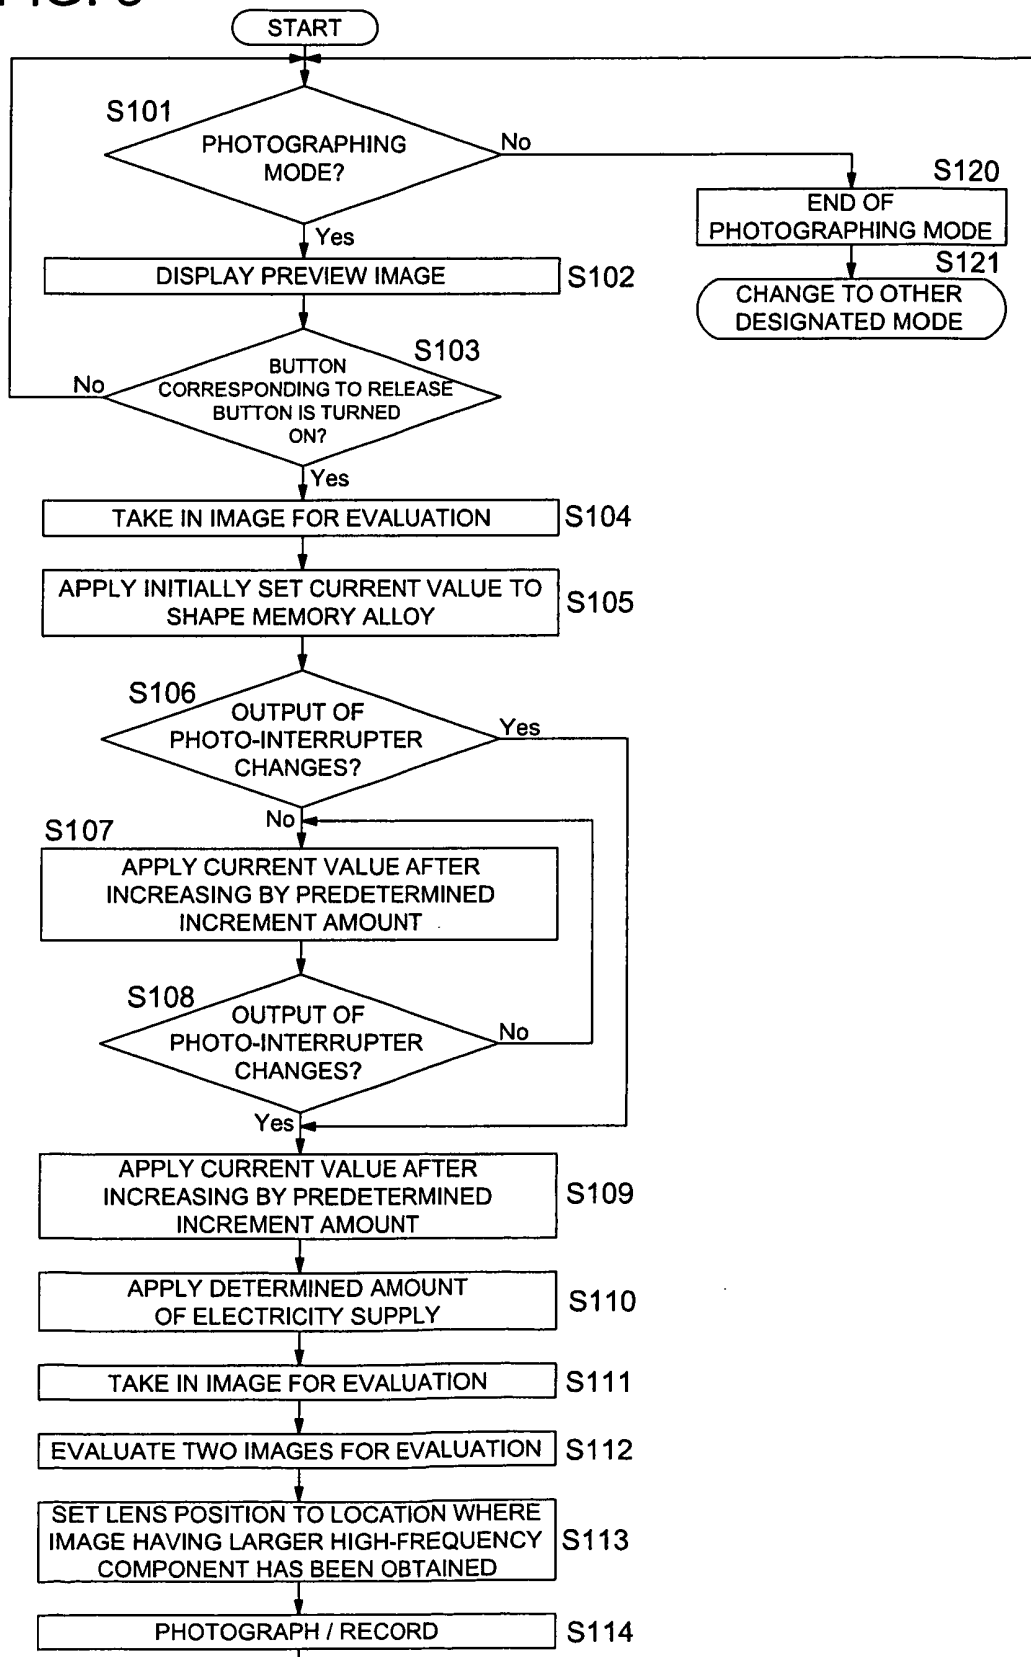 START
S101
PHOTOGRAPHING
MODE?
No
Yes
S120
END OF
PHOTOGRAPHING MODE
S121
CHANGE TO OTHER
DESIGNATED MODE
DISPLAY PREVIEW IMAGE
S102
S103
BUTTON
CORRESPONDING TO RELEASE
BUTTON IS TURNED
ON?
No
Yes
TAKE IN IMAGE FOR EVALUATION
S104
APPLY INITIALLY SET CURRENT VALUE TO
SHAPE MEMORY ALLOY
S105
S106
OUTPUT OF
PHOTO-INTERRUPTER
CHANGES?
Yes
No
S107
APPLY CURRENT VALUE AFTER
INCREASING BY PREDETERMINED
INCREMENT AMOUNT
S108
OUTPUT OF
PHOTO-INTERRUPTER
CHANGES?
No
Yes
APPLY CURRENT VALUE AFTER
INCREASING BY PREDETERMINED
INCREMENT AMOUNT
S109
APPLY DETERMINED AMOUNT
OF ELECTRICITY SUPPLY
S110
TAKE IN IMAGE FOR EVALUATION
S111
EVALUATE TWO IMAGES FOR EVALUATION
S112
SET LENS POSITION TO LOCATION WHERE
IMAGE HAVING LARGER HIGH-FREQUENCY
COMPONENT HAS BEEN OBTAINED
S113
PHOTOGRAPH / RECORD
S114